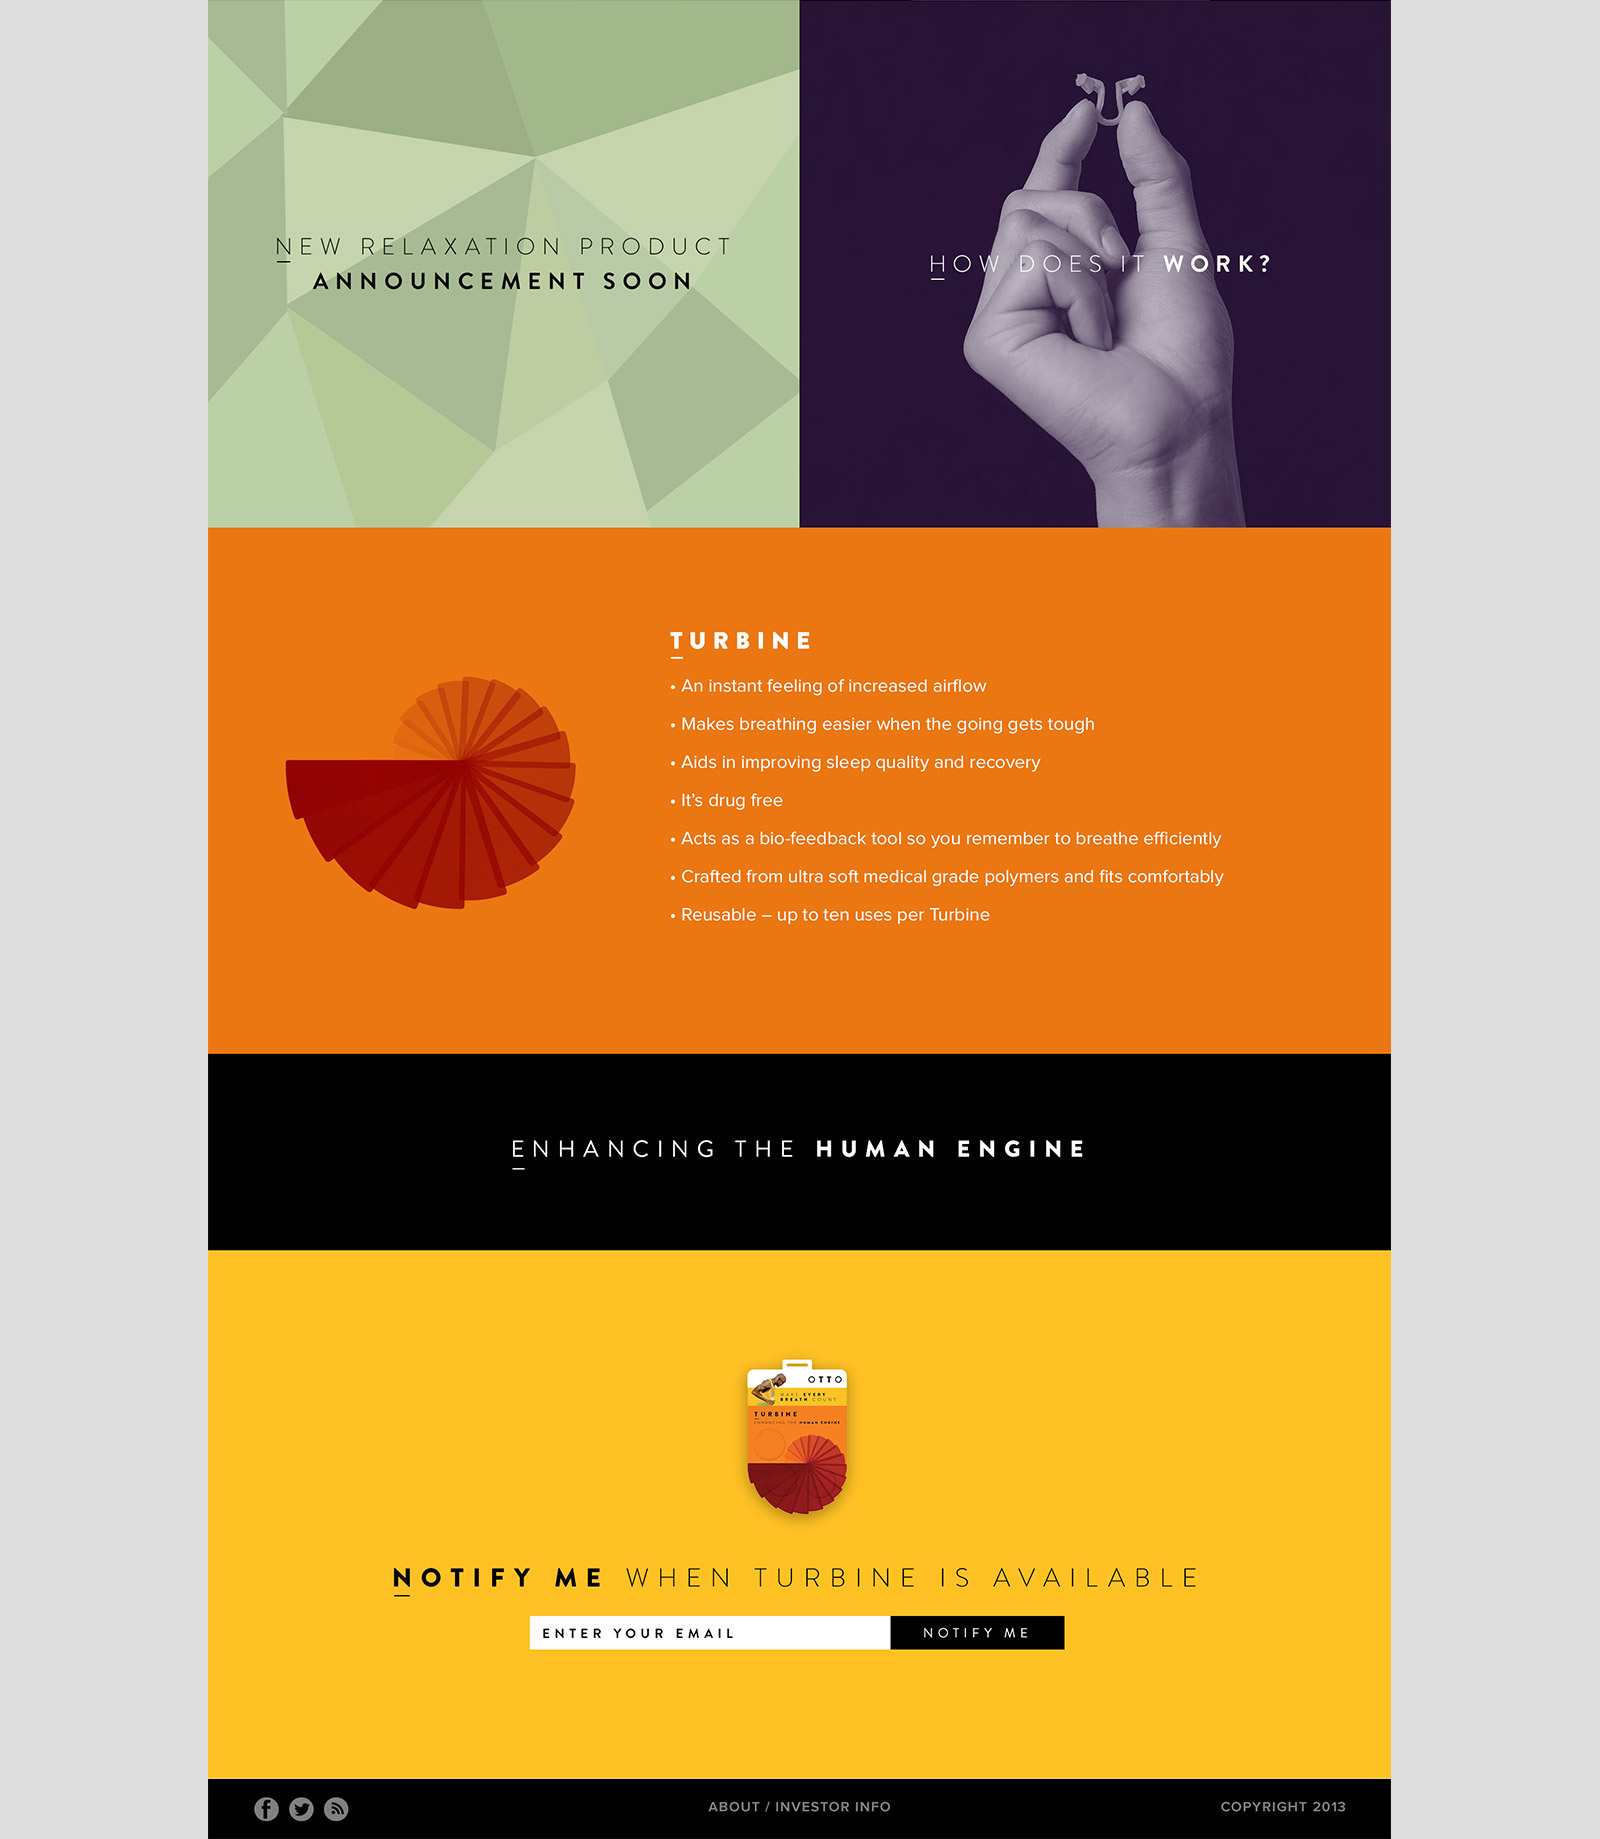 NEW RELAXATION PRODUCT
ANNOUNCEMENT SOON
HOW DOES IT WORK?
TURBINE
• An instant feeling of increased airflow
• Makes breathing easier when the going gets tough
• Aids in improving sleep quality and recovery
• It’s drug free
• Acts as a bio-feedback tool so you remember to breathe efficiently
• Crafted from ultra soft medical grade polymers and fits comfortably
• Reusable – up to ten uses per Turbine
ENHANCING THE HUMAN ENGINE
OTTO
MAKE EVERY
BREATH COUNT
TURBINE
ENHANCING THE HUMAN ENGINE
NOTIFY ME WHEN TURBINE IS AVAILABLE
ENTER YOUR EMAIL
NOTIFY ME
ABOUT / INVESTOR INFO
COPYRIGHT 2013